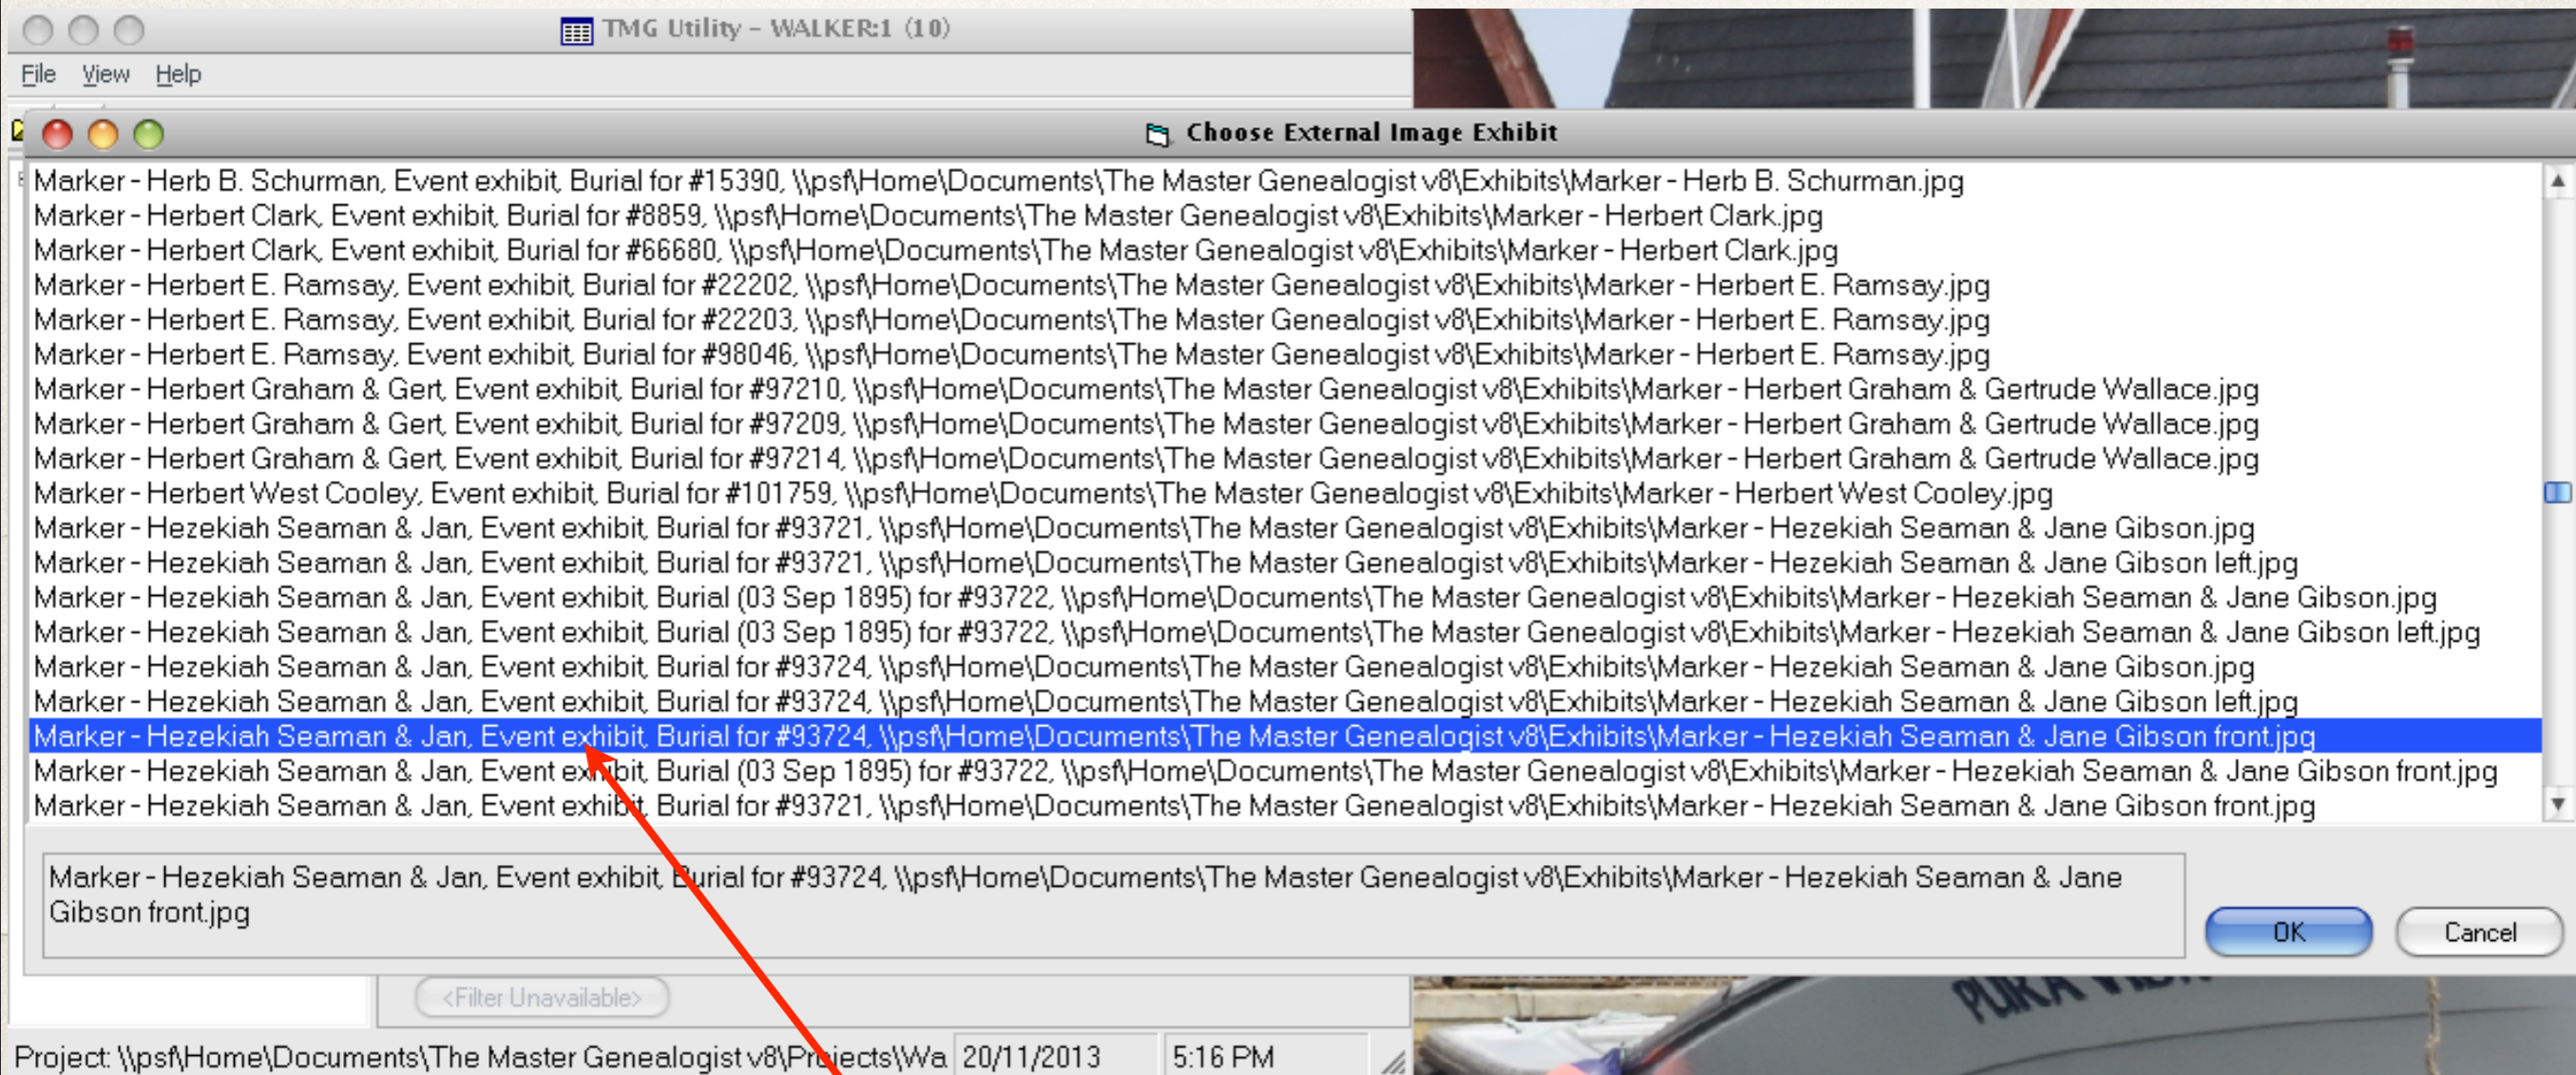 TMG Utility - WALKER:1 (10)
File View Help
Choose External Image Exhibit
Marker - Herb B. Schurman, Event exhibit, Burial for #15390, \\psf\Home\Documents\The Master Genealogist v8\Exhibits\Marker - Herb B. Schurman.jpg
Marker - Herbert Clark, Event exhibit, Burial for #8859, \\psf\Home\Documents\The Master Genealogist v8\Exhibits\Marker - Herbert Clark.jpg
Marker - Herbert Clark, Event exhibit, Burial for #66680, \\psf\Home\Documents\The Master Genealogist v8\Exhibits\Marker - Herbert Clark.jpg
Marker - Herbert E. Ramsay, Event exhibit, Burial for #22202, \\psf\Home\Documents\The Master Genealogist v8\Exhibits\Marker - Herbert E. Ramsay.jpg
Marker - Herbert E. Ramsay, Event exhibit, Burial for #22203, \\psf\Home\Documents\The Master Genealogist v8\Exhibits\Marker - Herbert E. Ramsay.jpg
Marker - Herbert E. Ramsay, Event exhibit, Burial for #98046, \\psf\Home\Documents\The Master Genealogist v8\Exhibits\Marker - Herbert E. Ramsay.jpg
Marker - Herbert Graham & Gert, Event exhibit, Burial for #97210, \\psf\Home\Documents\The Master Genealogist v8\Exhibits\Marker - Herbert Graham & Gertrude Wallace.jpg
Marker - Herbert Graham & Gert, Event exhibit, Burial for #97209, \\psf\Home\Documents\The Master Genealogist v8\Exhibits\Marker - Herbert Graham & Gertrude Wallace.jpg
Marker - Herbert Graham & Gert, Event exhibit, Burial for #97214, \\psf\Home\Documents\The Master Genealogist v8\Exhibits\Marker - Herbert Graham & Gertrude Wallace.jpg
Marker - Herbert West Cooley, Event exhibit, Burial for #101759, \\psf\Home\Documents\The Master Genealogist v8\Exhibits\Marker - Herbert West Cooley.jpg
Marker - Hezekiah Seaman & Jan, Event exhibit, Burial for #93721, \\psf\Home\Documents\The Master Genealogist v8\Exhibits\Marker - Hezekiah Seaman & Jane Gibson.jpg
Marker - Hezekiah Seaman & Jan, Event exhibit, Burial for #93721, \\psf\Home\Documents\The Master Genealogist v8\Exhibits\Marker - Hezekiah Seaman & Jane Gibson left.jpg
Marker - Hezekiah Seaman & Jan, Event exhibit, Burial (03 Sep 1895) for #93722, \\psf\Home\Documents\The Master Genealogist v8\Exhibits\Marker - Hezekiah Seaman & Jane Gibson.jpg
Marker - Hezekiah Seaman & Jan, Event exhibit, Burial (03 Sep 1895) for #93722, \\psf\Home\Documents\The Master Genealogist v8\Exhibits\Marker - Hezekiah Seaman & Jane Gibson left.jpg
Marker - Hezekiah Seaman & Jan, Event exhibit, Burial for #93724, \\psf\Home\Documents\The Master Genealogist v8\Exhibits\Marker - Hezekiah Seaman & Jane Gibson.jpg
Marker - Hezekiah Seaman & Jan, Event exhibit, Burial for #93724, \\psf\Home\Documents\The Master Genealogist v8\Exhibits\Marker - Hezekiah Seaman & Jane Gibson left.jpg
Marker - Hezekiah Seaman & Jan, Event exhibit, Burial for #93724, \\psf\Home\Documents\The Master Genealogist v8\Exhibits\Marker - Hezekiah Seaman & Jane Gibson front.jpg
Marker - Hezekiah Seaman & Jan, Event exhibit, Burial (03 Sep 1895) for #93722, \\psf\Home\Documents\The Master Genealogist v8\Exhibits\Marker - Hezekiah Seaman & Jane Gibson front.jpg
Marker - Hezekiah Seaman & Jan, Event exhibit, Burial for #93721, \\psf\Home\Documents\The Master Genealogist v8\Exhibits\Marker - Hezekiah Seaman & Jane Gibson front.jpg
Marker - Hezekiah Seaman & Jan, Event exhibit, Burial for #93724, \\psf\Home\Documents\The Master Genealogist v8\Exhibits\Marker - Hezekiah Seaman & Jane
Gibson front.jpg
OK Cancel
<Filter Unavailable>
PURA
Project: \\psf\Home\Documents\The Master Genealogist v8\Projects\Wa 20/11/2013 5:16 PM